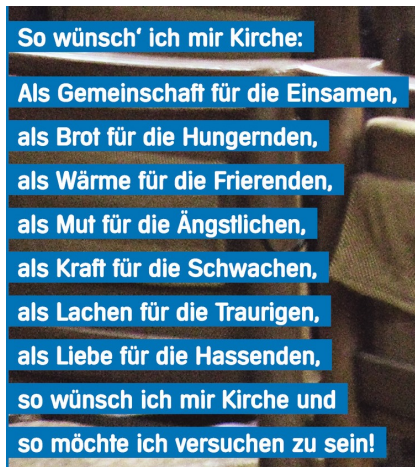 So wünsch‘ ich mir Kirche:
Als Gemeinschaft für die Einsamen,
als Brot für die Hungernden,
als Wärme für die Frierenden,
als Mut für die Ängstlichen,
als Kraft für die Schwachen,
als Lachen für die Traurigen,
als Liebe für die Hassenden,
so wünsch ich mir Kirche und
so möchte ich versuchen zu sein!